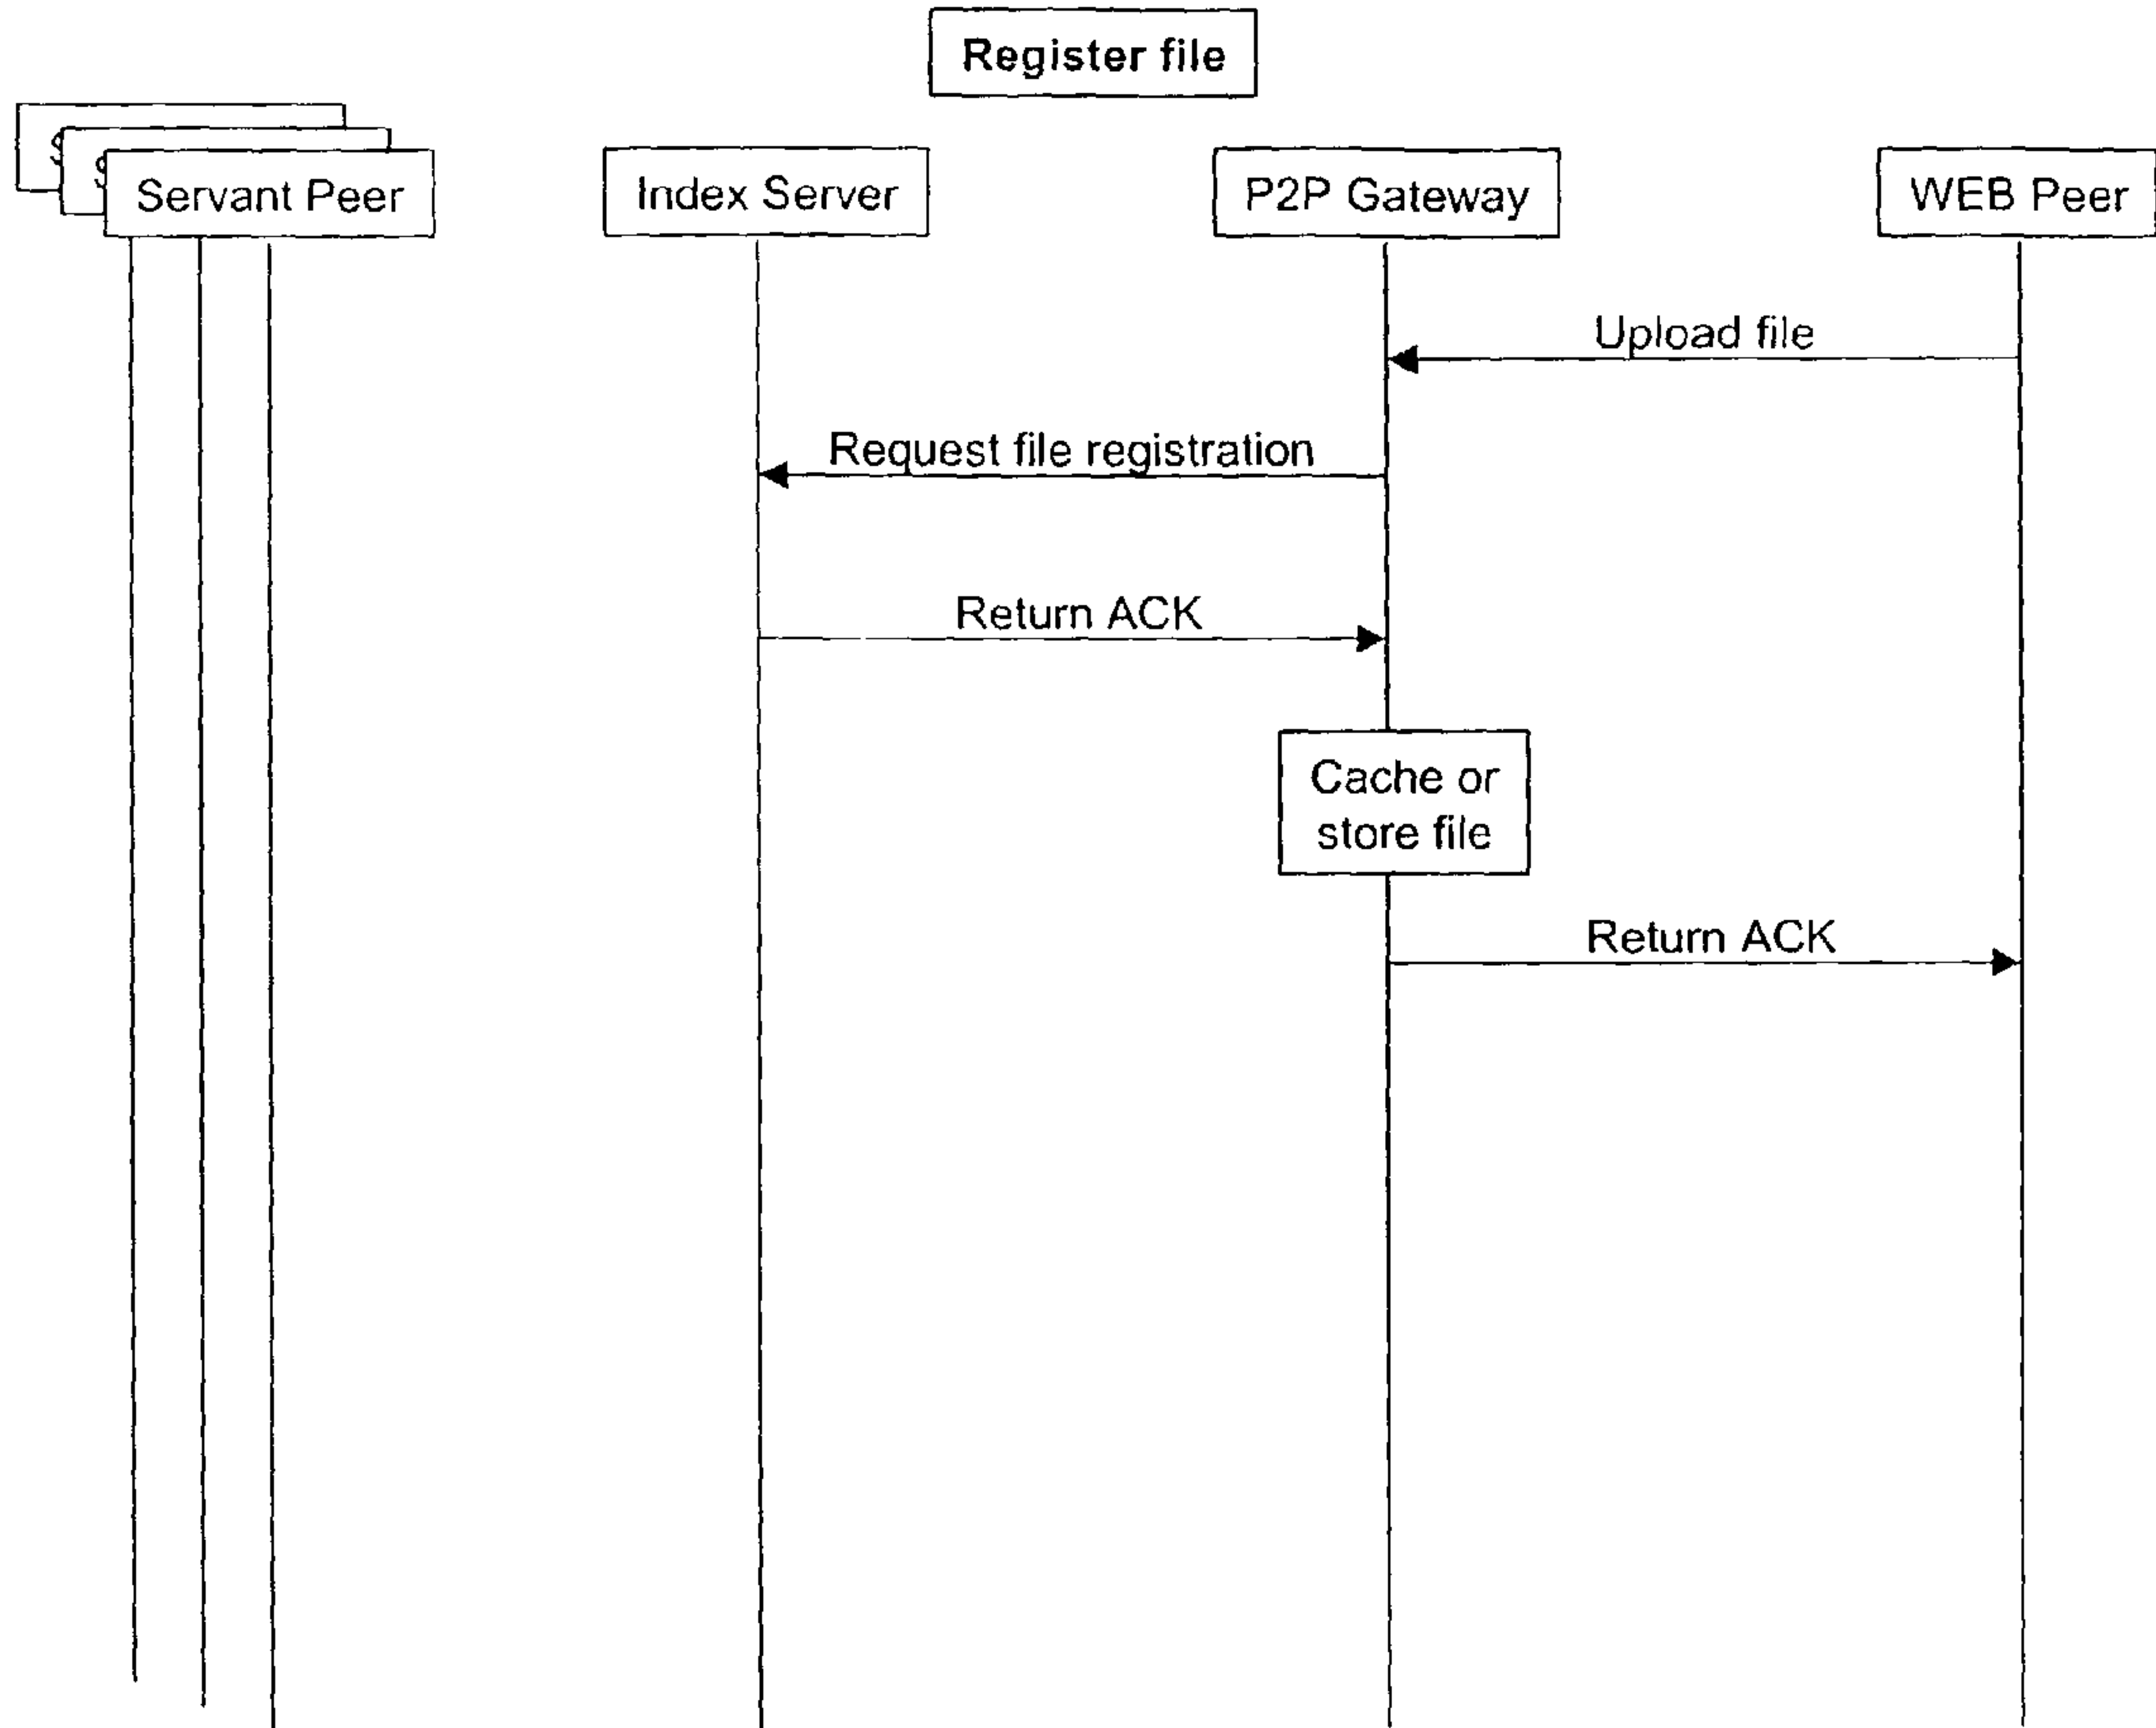 Register file
Servant Peer
Index Server
P2P Gateway
WEB Peer
Upload file
Request file registration
Return ACK
Cache or
store file
Return ACK